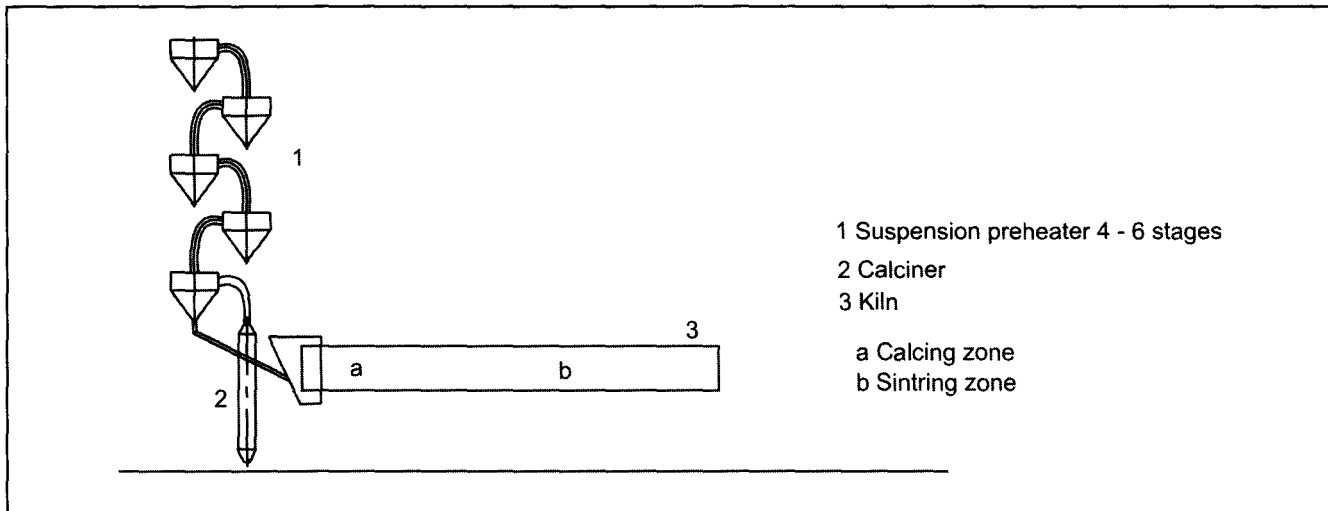 1
1 Suspension preheater 4 - 6 stages
2 Calciner
3 Kiln
3
a
b
a Calcing zone
b Sintring zone
2